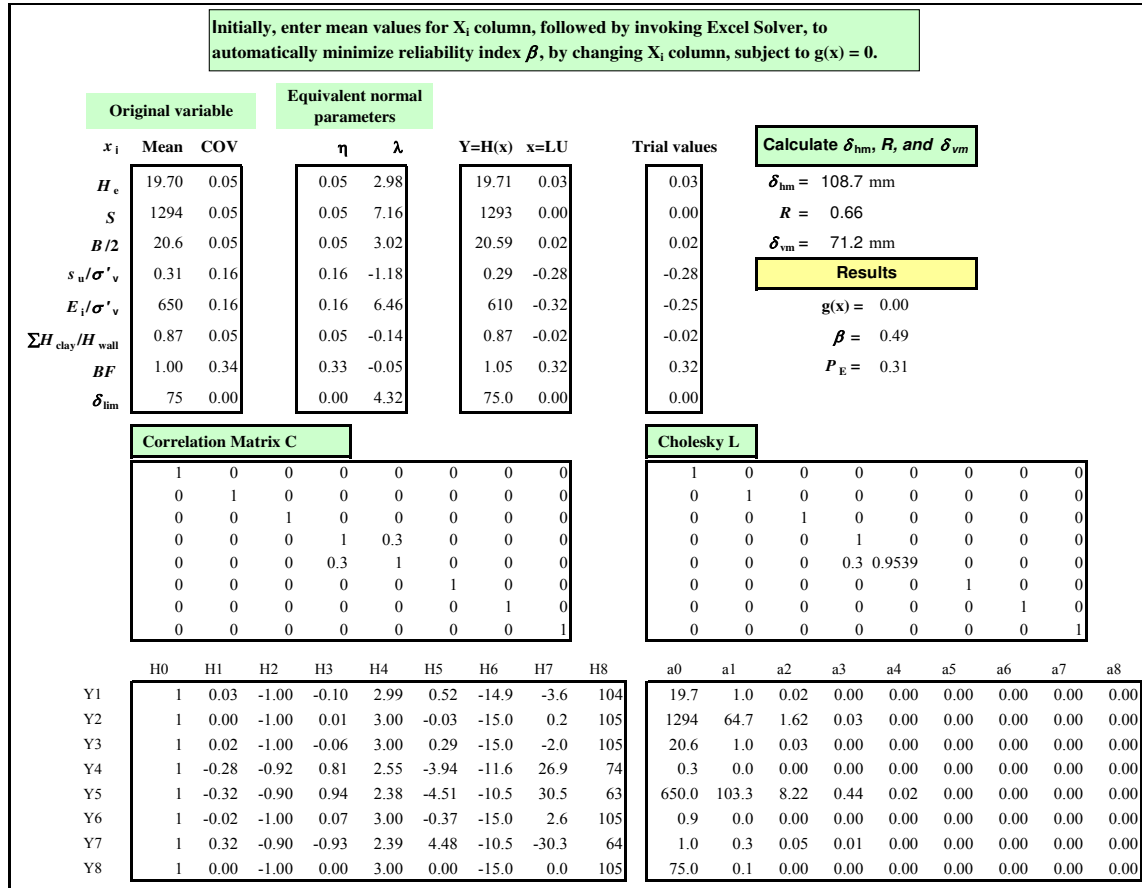 Initially, enter mean values for Xi column, followed by invoking Excel Solver, to
automatically minimize reliability index β, by changing Xi column, subject to g(x) = 0.
Original variable
Equivalent normal
parameters
x i Mean COV η λ Y=H(x) x=LU Trial values Calculate δhm, R, and δvm
H e 19.70 0.05 0.05 2.98 19.71 0.03 0.03 δhm = 108.7 mm
S 1294 0.05 0.05 7.16 1293 0.00 0.00 R = 0.66
B/2 20.6 0.05 0.05 3.02 20.59 0.02 0.02 δvm = 71.2 mm
s u/σ'v 0.31 0.16 0.16 -1.18 0.29 -0.28 -0.28 Results
E i/σ'v 650 0.16 0.16 6.46 610 -0.32 -0.25 g(x) = 0.00
ΣH clay/H wall 0.87 0.05 0.05 -0.14 0.87 -0.02 -0.02 β = 0.49
BF 1.00 0.34 0.33 -0.05 1.05 0.32 0.32 P E = 0.31
δlim 75 0.00 0.00 4.32 75.0 0.00 0.00
Correlation Matrix C Cholesky L
1 0 0 0 0 0 0 0 1 0 0 0 0 0 0 0
0 1 0 0 0 0 0 0 0 1 0 0 0 0 0 0
0 0 1 0 0 0 0 0 0 0 1 0 0 0 0 0
0 0 0 1 0.3 0 0 0 0 0 0 1 0 0 0 0
0 0 0 0.3 1 0 0 0 0 0 0 0.3 0.9539 0 0 0
0 0 0 0 0 1 0 0 0 0 0 0 0 1 0 0
0 0 0 0 0 0 1 0 0 0 0 0 0 0 1 0
0 0 0 0 0 0 0 1 0 0 0 0 0 0 0 1
H0 H1 H2 H3 H4 H5 H6 H7 H8 a0 a1 a2 a3 a4 a5 a6 a7 a8
Y1 1 0.03 -1.00 -0.10 2.99 0.52 -14.9 -3.6 104 19.7 1.0 0.02 0.00 0.00 0.00 0.00 0.00 0.00
Y2 1 0.00 -1.00 0.01 3.00 -0.03 -15.0 0.2 105 1294 64.7 1.62 0.03 0.00 0.00 0.00 0.00 0.00
Y3 1 0.02 -1.00 -0.06 3.00 0.29 -15.0 -2.0 105 20.6 1.0 0.03 0.00 0.00 0.00 0.00 0.00 0.00
Y4 1 -0.28 -0.92 0.81 2.55 -3.94 -11.6 26.9 74 0.3 0.0 0.00 0.00 0.00 0.00 0.00 0.00 0.00
Y5 1 -0.32 -0.90 0.94 2.38 -4.51 -10.5 30.5 63 650.0 103.3 8.22 0.44 0.02 0.00 0.00 0.00 0.00
Y6 1 -0.02 -1.00 0.07 3.00 -0.37 -15.0 2.6 105 0.9 0.0 0.00 0.00 0.00 0.00 0.00 0.00 0.00
Y7 1 0.32 -0.90 -0.93 2.39 4.48 -10.5 -30.3 64 1.0 0.3 0.05 0.01 0.00 0.00 0.00 0.00 0.00
Y8 1 0.00 -1.00 0.00 3.00 0.00 -15.0 0.0 105 75.0 0.1 0.00 0.00 0.00 0.00 0.00 0.00 0.00